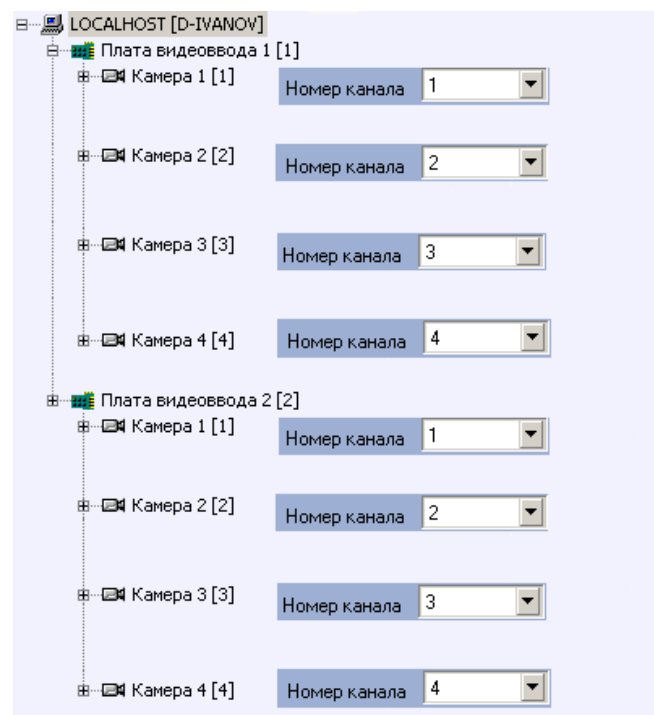 LOCALHOST [D-IVANOV]
Плата видеоввода 1 [1]
Камера 1 [1] Номер канала 1
Камера 2 [2] Номер канала 2
Камера 3 [3] Номер канала 3
Камера 4 [4] Номер канала 4
Плата видеоввода 2 [2]
Камера 1 [1] Номер канала 1
Камера 2 [2] Номер канала 2
Камера 3 [3] Номер канала 3
Камера 4 [4] Номер канала 4